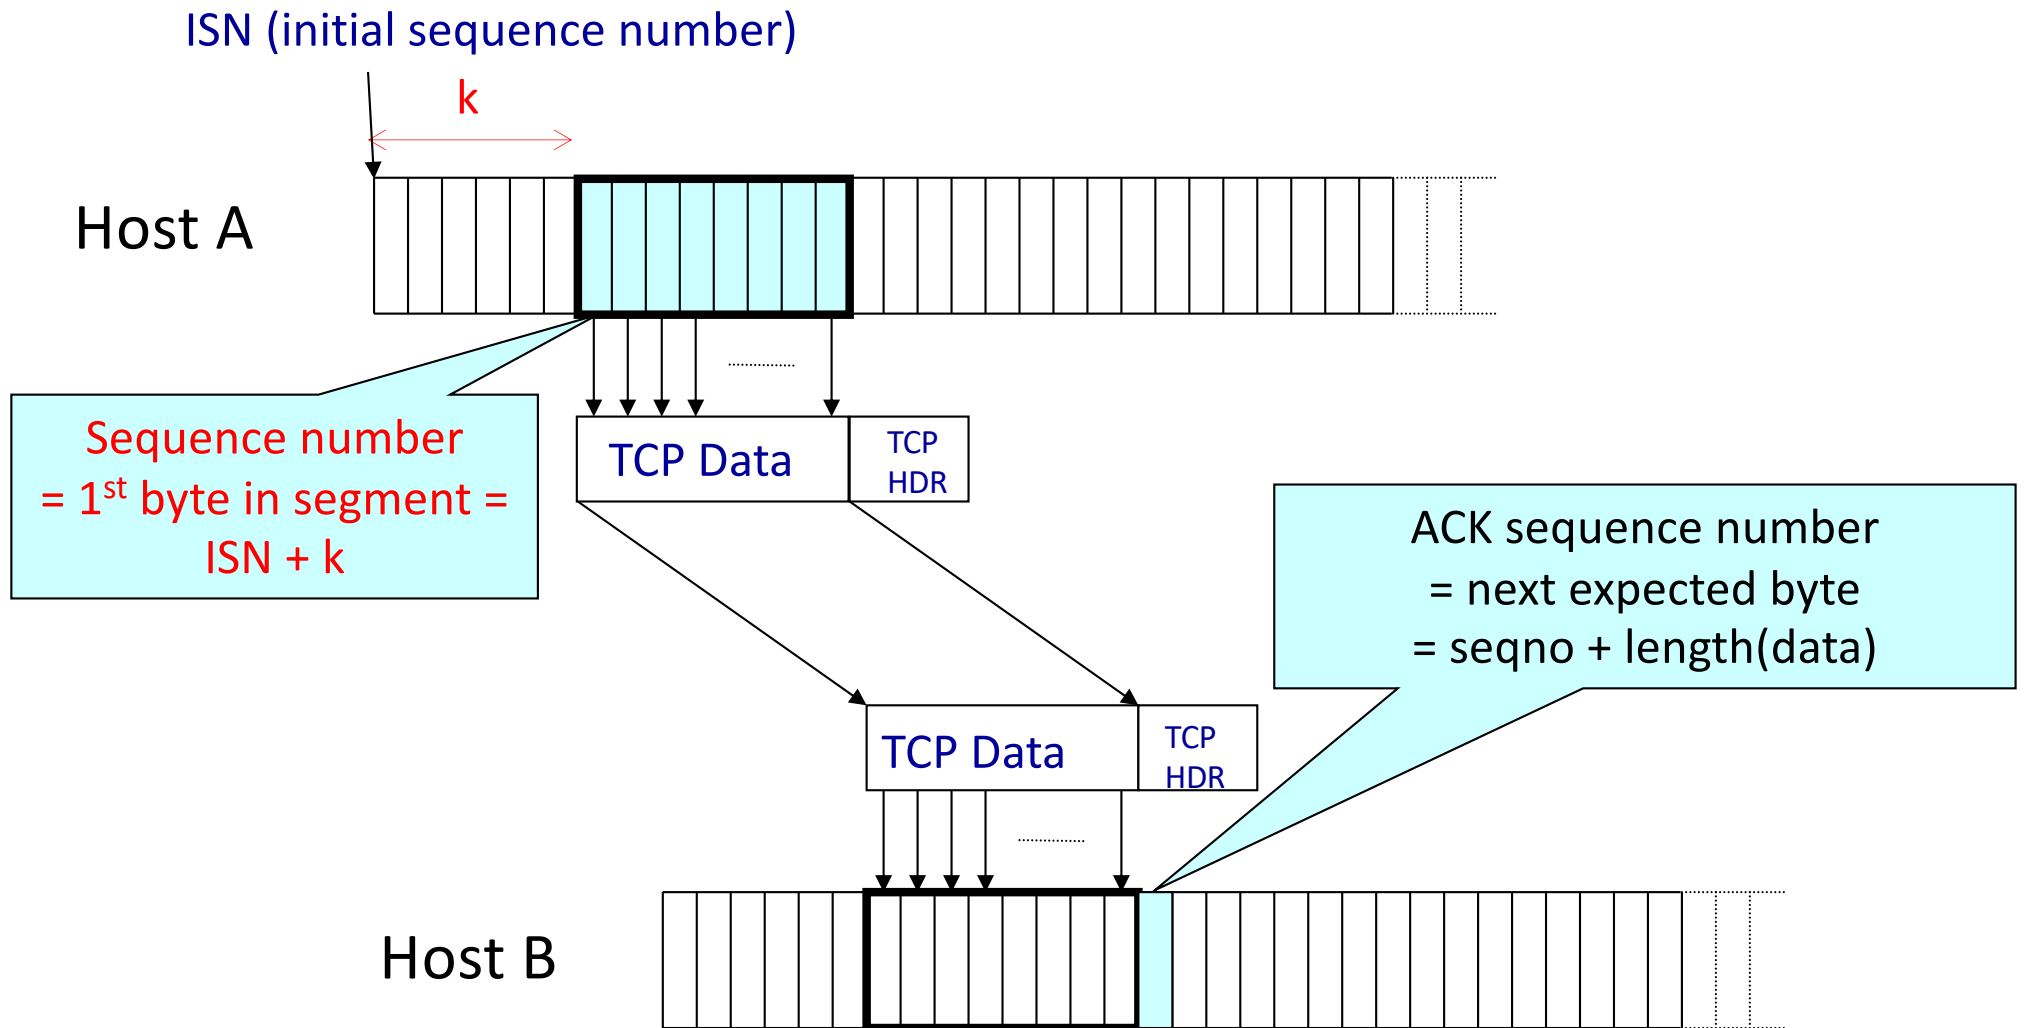 ISN (initial sequence number)
k
Host A
Sequence number
= 1st byte in segment =
ISN + k
TCP Data
TCP
HDR
ACK sequence number
= next expected byte
= seqno + length(data)
TCP Data
TCP
HDR
Host B